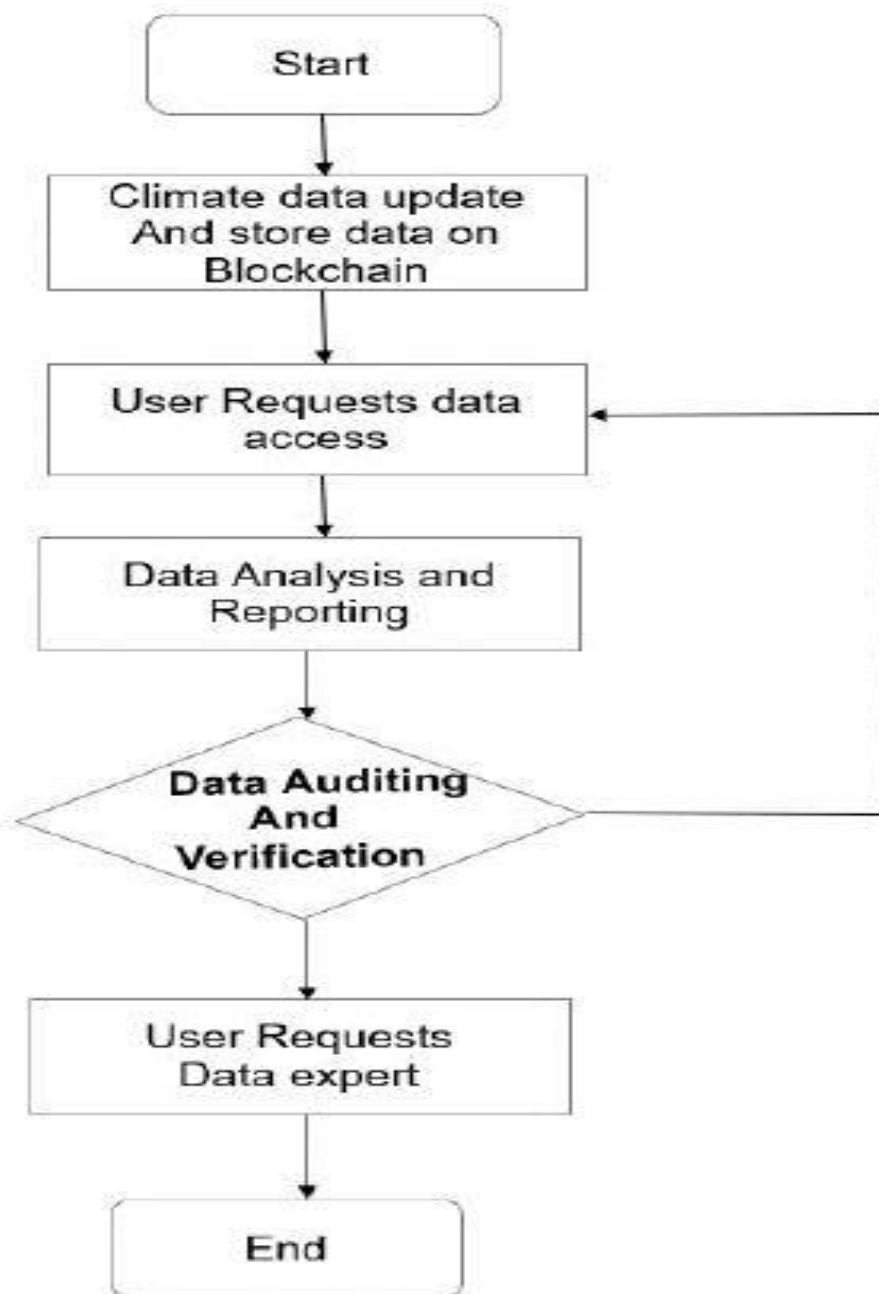 Start
Climate data update
And store data on
Blockchain
User Requests data
access
Data Analysis and
Reporting
Data Auditing
And
Verification
User Requests
Data expert
End